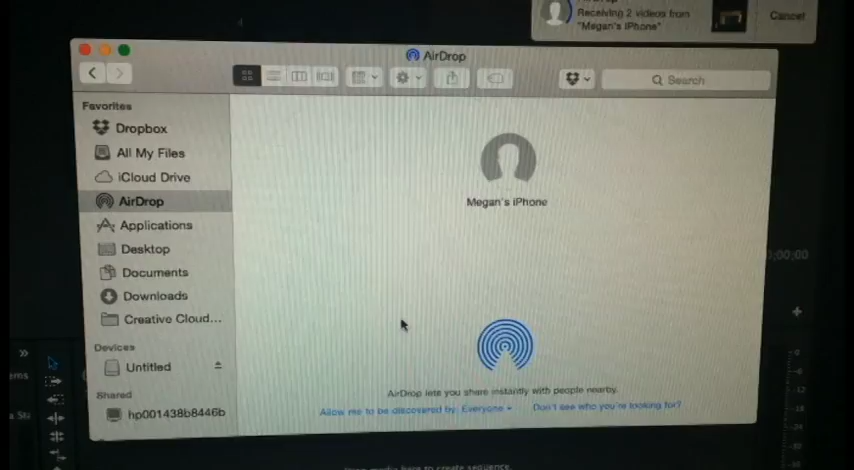 Receiving 2 videos from
"Megan's iPhone"
Cancel
AirDrop
Search
Favorites
Dropbox
All My Files
iCloud Drive
AirDrop
Applications
Desktop
Documents
Downloads
Creative Cloud...
Devices
Untitled
Shared
hp001438b8446b
Megan's iPhone
AirDrop lets you share instantly with people nearby.
Allow me to be discovered by: Everyone
Don't see who you're looking for?